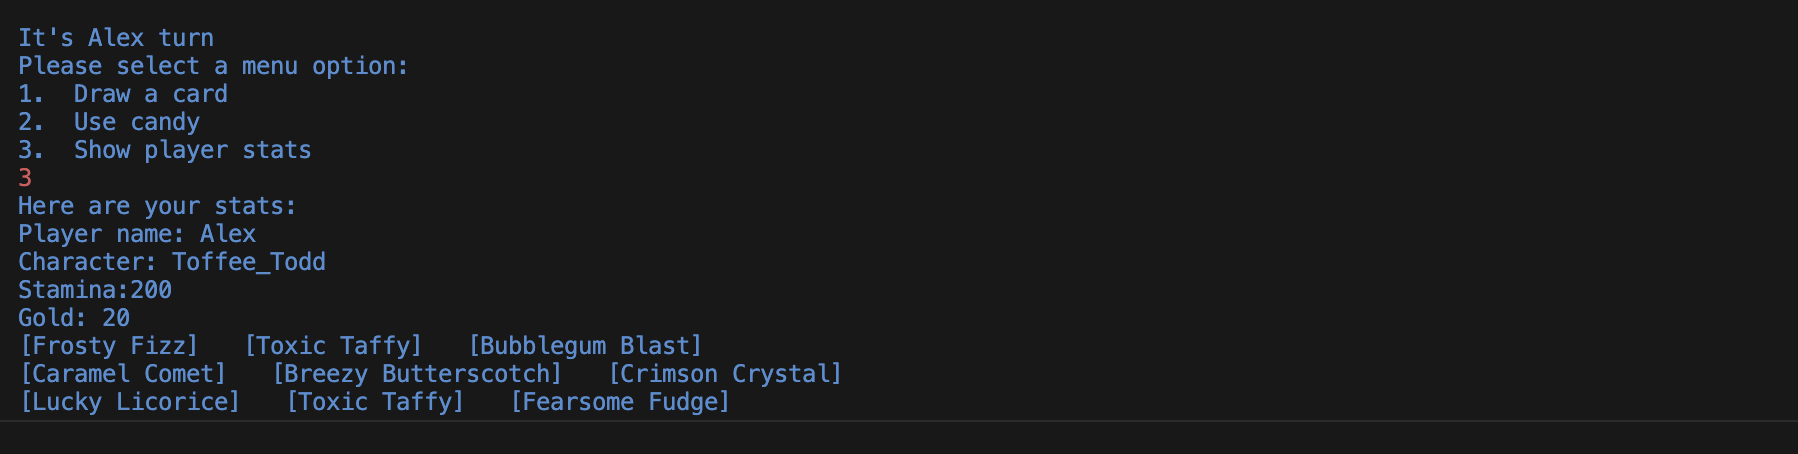 It's Alex turn
Please select a menu option:
1.  Draw a card
2.  Use candy
3.  Show player stats
3
Here are your stats:
Player name: Alex
Character: Toffee_Todd
Stamina:200
Gold: 20
[Frosty Fizz]   [Toxic Taffy]   [Bubblegum Blast]
[Caramel Comet]   [Breezy Butterscotch]   [Crimson Crystal]
[Lucky Licorice]   [Toxic Taffy]   [Fearsome Fudge]